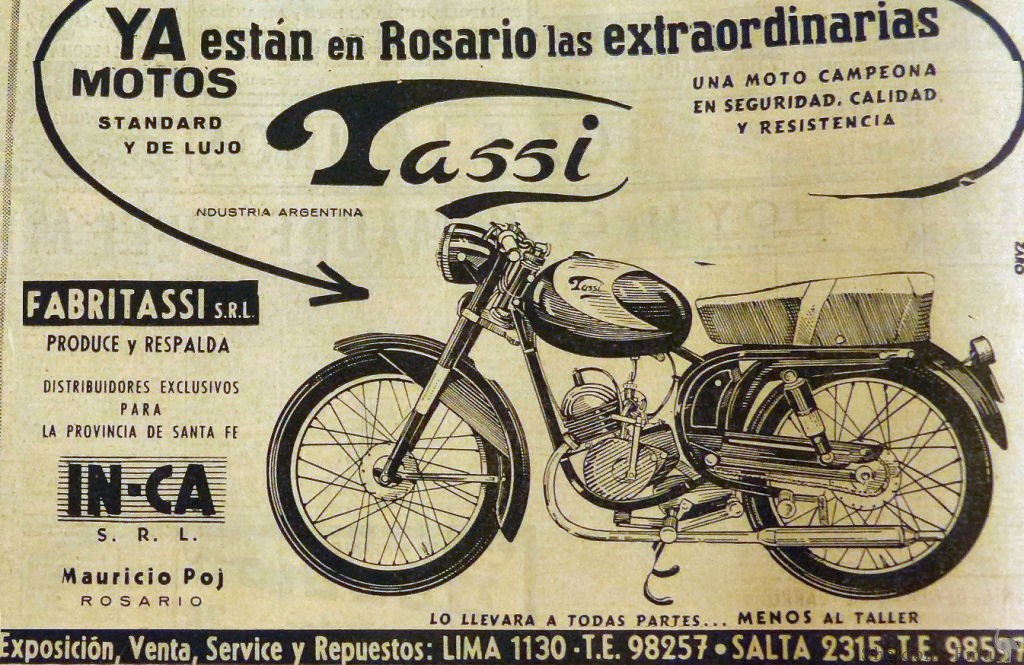 YA están en Rosario las extraordinarias
MOTOS
STANDARD
Y DE LUJO
Tassi
UNA MOTO CAMPEONA
EN SEGURIDAD, CALIDAD
Y RESISTENCIA
NDUSTRIA ARGENTINA
ZARO
Tassi
FABRITASSI S.R.L.
PRODUCE y RESPALDA
DISTRIBUIDORES EXCLUSIVOS
PARA
LA PROVINCIA DE SANTA FE
IN-CA
S. R. L.
Mauricio Poj
ROSARIO
LO LLEVARA A TODAS PARTES... MENOS AL TALLER
Exposición, Venta, Service y Repuestos: LIMA 1130 - T.E. 98257 • SALTA 2315 - T.E. 98597